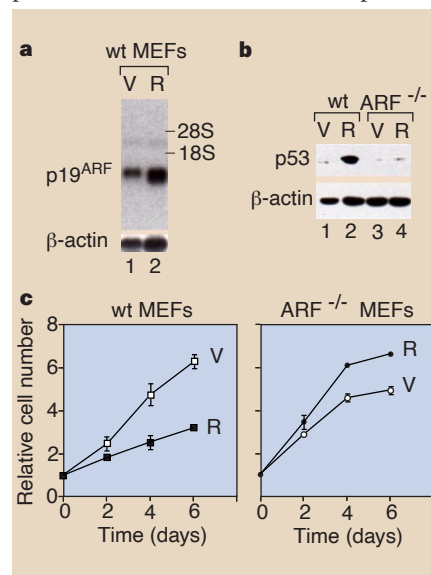 a
wt MEFs
V R
28S
18S
p19ARF
β-actin
1 2
b
wt ARF -/-
V R V R
p53
β-actin
1 2 3 4
c
wt MEFs
Relative cell number
8
6
4
2
0
V
R
0 2 4 6
Time (days)
ARF -/- MEFs
R
V
0 2 4 6
Time (days)